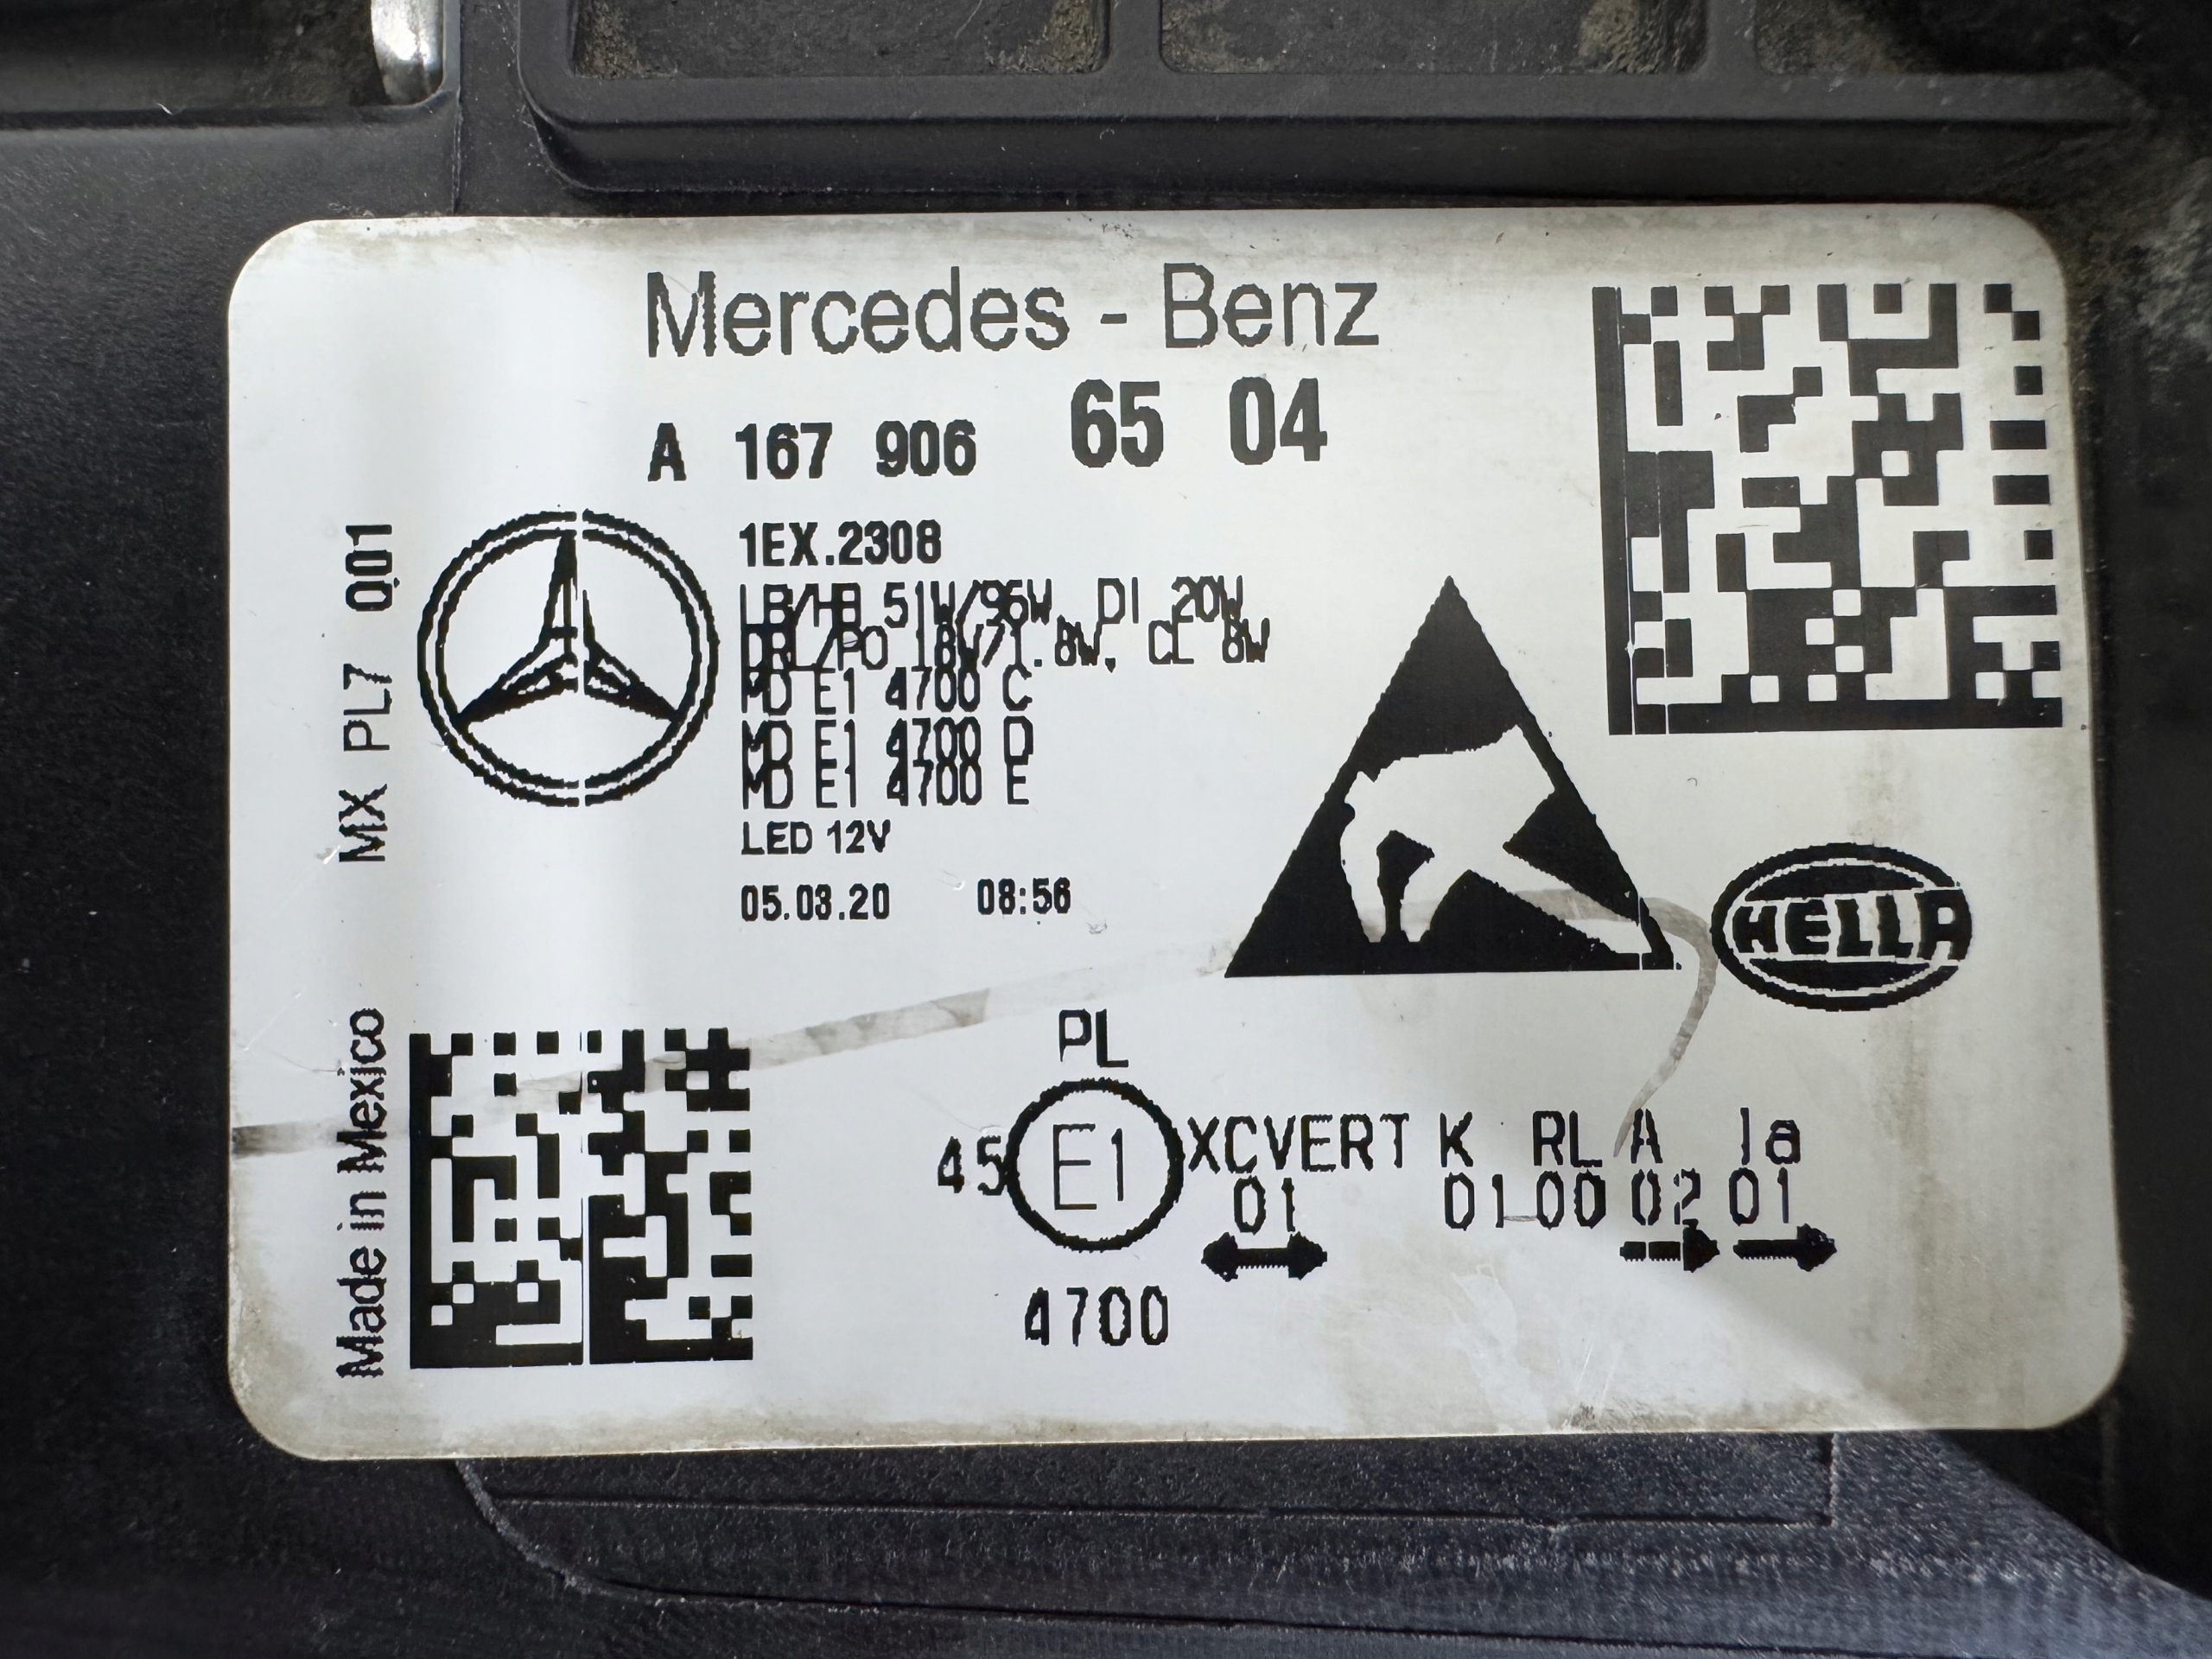 Mercedes - Benz
A 167 906 65 04
1EX.2308
LB/HB 51W/96W, DI 20W
DRL/PO 18W/1.8W, CL 8W
MD E1 4700 C
MD E1 4700 D
MD E1 4700 E
LED 12V
05.03.20 08:56
MX PL7 Q01
Made in Mexico
HELLA
PL
45 E1 XCVERT K RL A Ia
01 01 00 02 01
4700